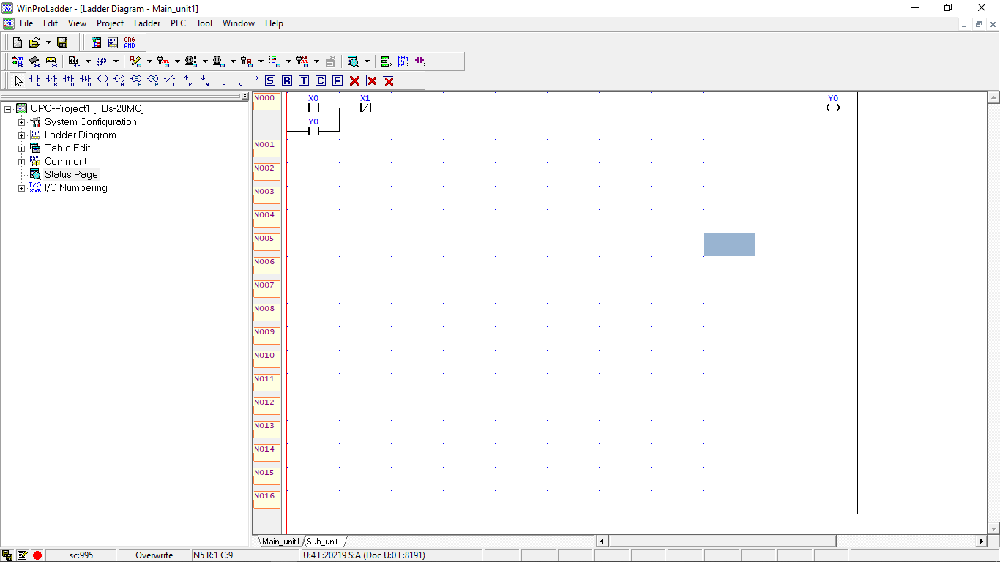 WinProLadder - [Ladder Diagram - Main_unit1]
File Edit View Project Ladder PLC Tool Window Help
ORG
AND
A B U D O Q S R I P N H V
S R T C F
UPQ-Project1 [FBs-20MC]
System Configuration
Ladder Diagram
Table Edit
Comment
Status Page
I/O Numbering
N000 X0 X1 Y0
Y0
N001
N002
N003
N004
N005
N006
N007
N008
N009
N010
N011
N012
N013
N014
N015
N016
Main_unit1 Sub_unit1
sc:995 Overwrite N5 R:1 C:9 U:4 F:20219 S:A (Doc U:0 F:8191)